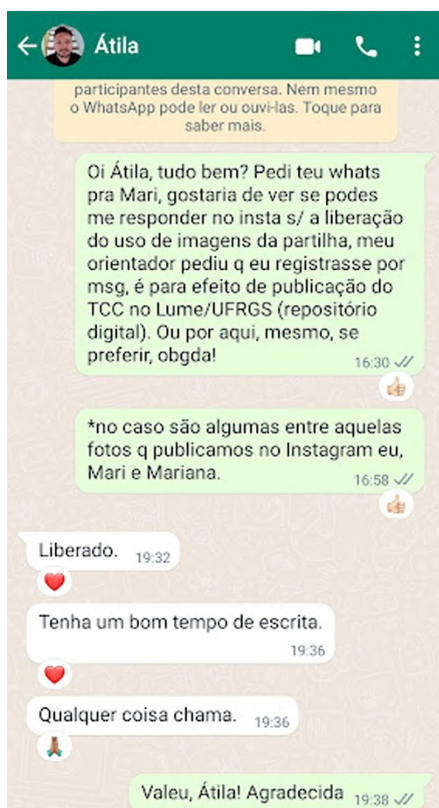 Átila
participantes desta conversa. Nem mesmo
o WhatsApp pode ler ou ouvi-las. Toque para
saber mais.
Oi Átila, tudo bem? Pedi teu whats
pra Mari, gostaria de ver se podes
me responder no insta s/ a liberação
do uso de imagens da partilha, meu
orientador pediu q eu registrasse por
msg, é para efeito de publicação do
TCC no Lume/UFRGS (repositório
digital). Ou por aqui, mesmo, se
preferir, obgda!
16:30
*no caso são algumas entre aquelas
fotos q publicamos no Instagram eu,
Mari e Mariana.
16:58
Liberado. 19:32
Tenha um bom tempo de escrita.
19:36
Qualquer coisa chama. 19:36
Valeu, Átila! Agradecida 19:38